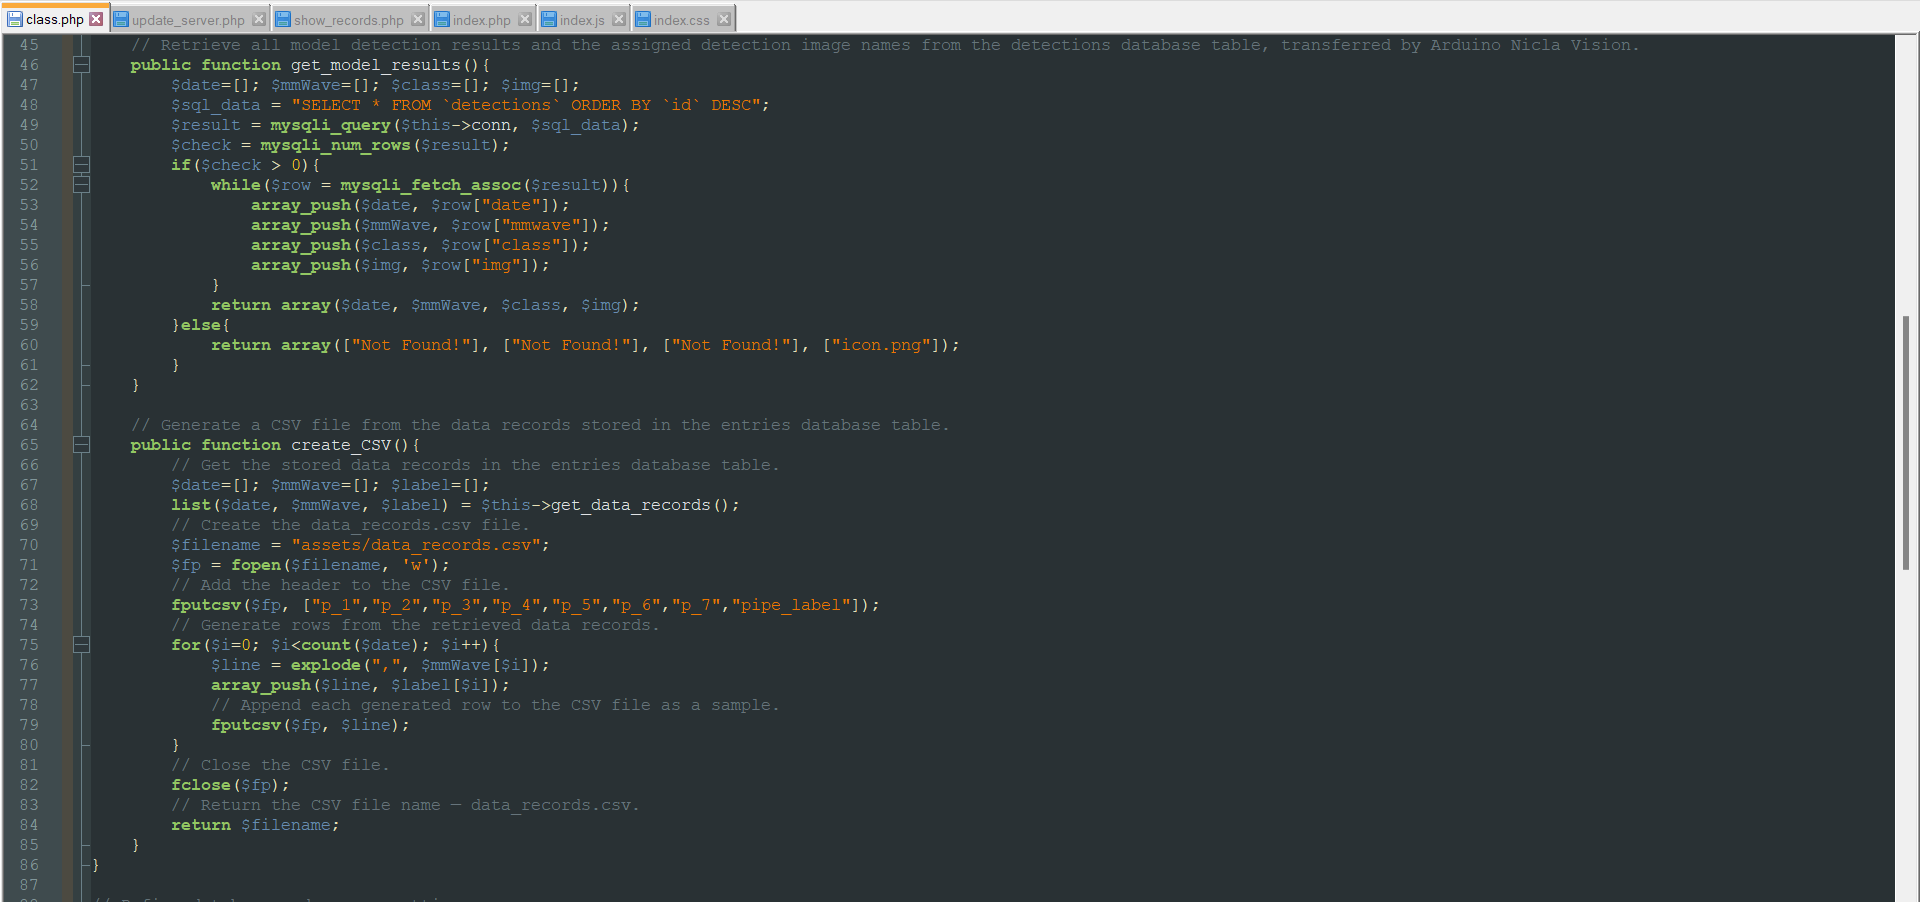 class.php update_server.php show_records.php index.php index.js index.css
45 // Retrieve all model detection results and the assigned detection image names from the detections database table, transferred by Arduino Nicla Vision.
46 public function get_model_results(){
47 $date=[]; $mmWave=[]; $class=[]; $img=[];
48 $sql_data = "SELECT * FROM `detections` ORDER BY `id` DESC";
49 $result = mysqli_query($this->conn, $sql_data);
50 $check = mysqli_num_rows($result);
51 if($check > 0){
52 while($row = mysqli_fetch_assoc($result)){
53 array_push($date, $row["date"]);
54 array_push($mmWave, $row["mmwave"]);
55 array_push($class, $row["class"]);
56 array_push($img, $row["img"]);
57 }
58 return array($date, $mmWave, $class, $img);
59 }else{
60 return array(["Not Found!"], ["Not Found!"], ["Not Found!"], ["icon.png"]);
61 }
62 }
63
64 // Generate a CSV file from the data records stored in the entries database table.
65 public function create_CSV(){
66 // Get the stored data records in the entries database table.
67 $date=[]; $mmWave=[]; $label=[];
68 list($date, $mmWave, $label) = $this->get_data_records();
69 // Create the data_records.csv file.
70 $filename = "assets/data_records.csv";
71 $fp = fopen($filename, 'w');
72 // Add the header to the CSV file.
73 fputcsv($fp, ["p_1","p_2","p_3","p_4","p_5","p_6","p_7","pipe_label"]);
74 // Generate rows from the retrieved data records.
75 for($i=0; $i<count($date); $i++){
76 $line = explode(",", $mmWave[$i]);
77 array_push($line, $label[$i]);
78 // Append each generated row to the CSV file as a sample.
79 fputcsv($fp, $line);
80 }
81 // Close the CSV file.
82 fclose($fp);
83 // Return the CSV file name — data_records.csv.
84 return $filename;
85 }
86 }
87